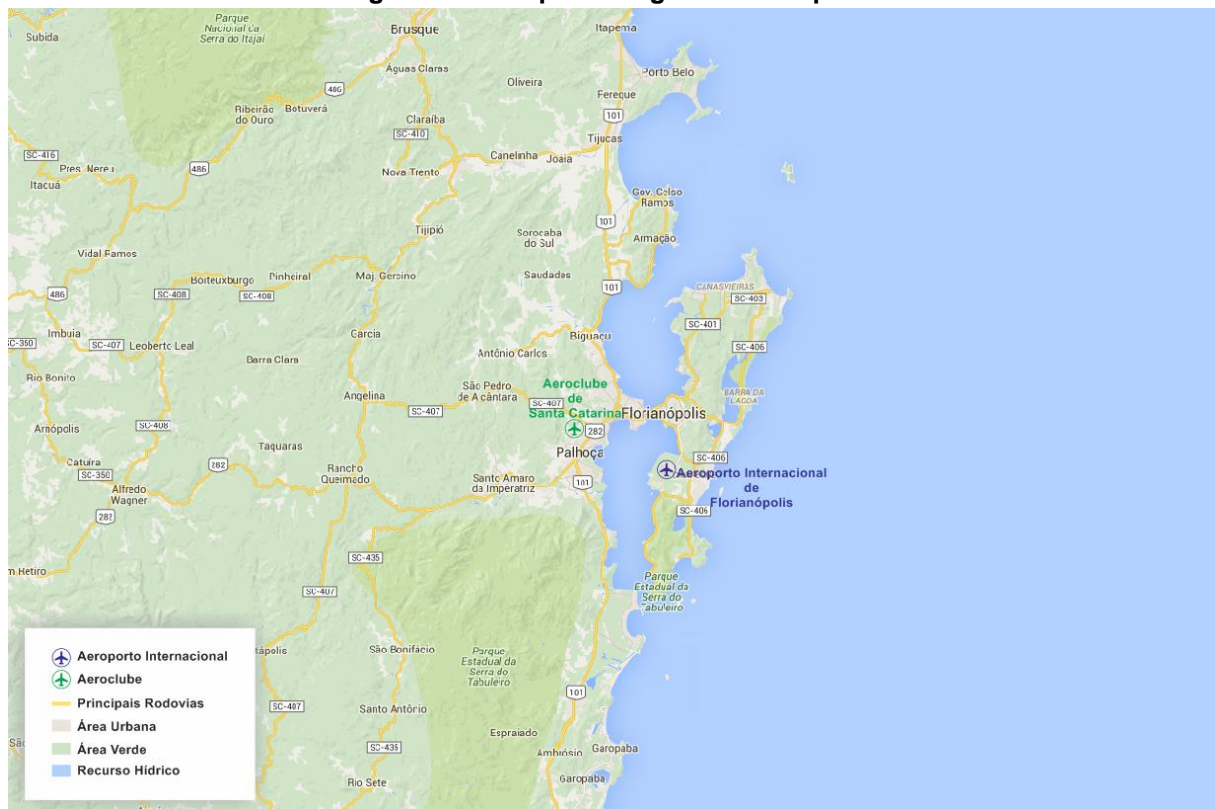 Parque
Nacional da
Serra do Itajaí
Subida
Brusque
Itapema
Águas Claras
Oliveira
Porto Belo
486
Ribeirão
do Ouro
Botuverá
Claraíba
SC-410
Pereque
101
Tijucas
SC-416
Pres. Nereu
Itacuá
486
Canelinha
Joaia
Nova Trento
Gov. Celso
Ramos
101
Tijipió
Sorocaba
do Sul
Armação
Vidal Ramos
Boiteuxburgo
Pinheiral
Maj. Gercino
Saudades
101
486
SC-408
SC-408
CANASVIEIRAS
SC-403
Imbuia
SC-350
SC-407
Leoberto Leal
Garcia
Biguaçu
SC-401
SC-406
Barra Clara
Antônio Carlos
Rio Bonito
Angelina
São Pedro
de Alcântara
SC-407
SC-407
Aeroclube
de
Santa Catarina
BARRA DA
LAGOA
Florianópolis
Arnópolis
SC-408
282
Taquaras
Palhoça
Catuíra
SC-350
282
Rancho
Queimado
Santo Amaro
da Imperatriz
101
SC-406
Aeroporto Internacional
de
Florianópolis
Alfredo
Wagner
282
SC-406
SC-435
m Retiro
SC-407
Parque
Estadual da
Serra do
Tabuleiro
tápolis
São Bonifácio
Parque
Estadual da
Serra do
Tabuleiro
101
SC-407
Santo Antônio
SC-435
Espraiado
Ambrósio
Garopaba
Rio Sete
Garopaba
Aeroporto Internacional
Aeroclube
Principais Rodovias
Área Urbana
Área Verde
Recurso Hídrico